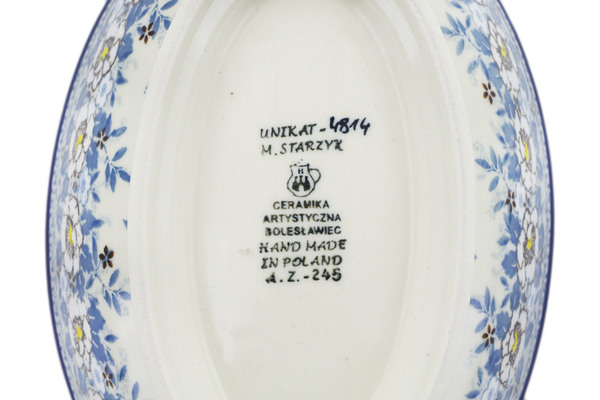 UNIKAT-4814
M.STARZYK
B
CERAMIKA
ARTYSTYCZNA
BOLESŁAWIEC
HAND MADE
IN POLAND
A.Z.-245